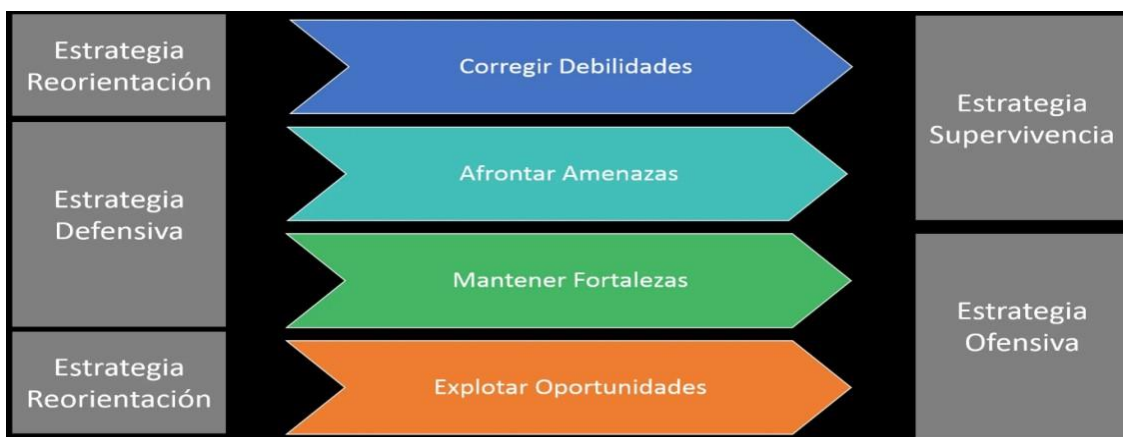 Estrategia
Reorientación
Corregir Debilidades
Estrategia
Supervivencia
Estrategia
Defensiva
Afrontar Amenazas
Mantener Fortalezas
Estrategia
Ofensiva
Estrategia
Reorientación
Explotar Oportunidades